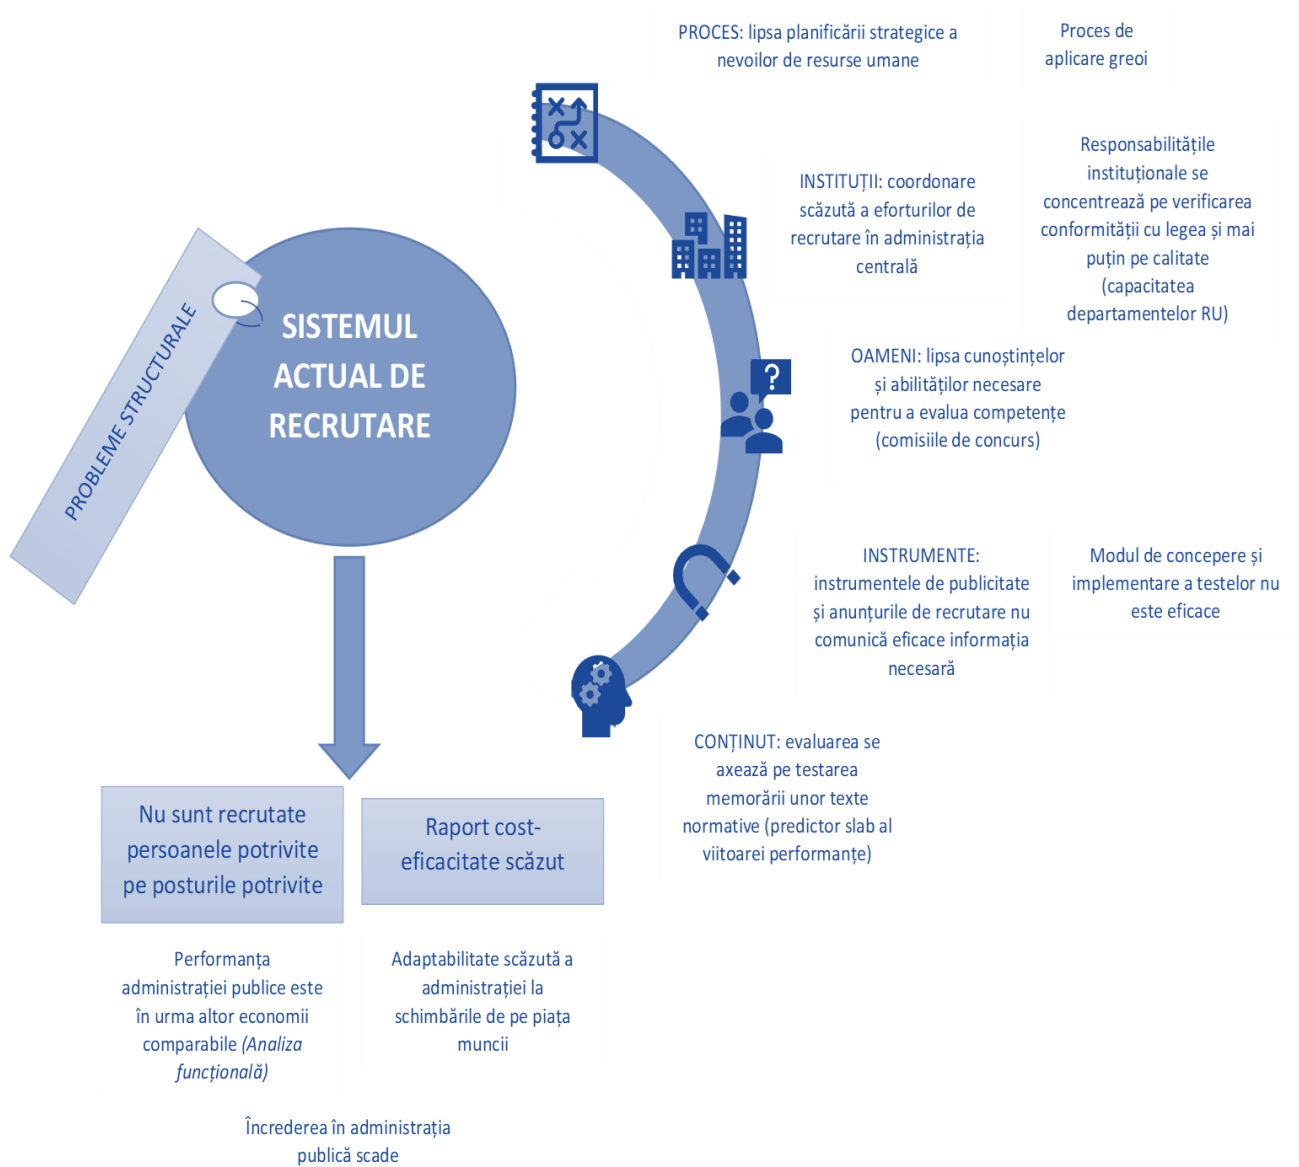 PROCES: lipsa planificării strategice a
nevoilor de resurse umane
Proces de
aplicare greoi
INSTITUȚII: coordonare
scăzută a eforturilor de
recrutare în administrația
centrală
Responsabilitățile
instituționale se
concentrează pe verificarea
conformității cu legea și mai
puțin pe calitate
(capacitatea
departamentelor RU)
PROBLEME STRUCTURALE
SISTEMUL
ACTUAL DE
RECRUTARE
?
OAMENI: lipsa cunoștințelor
și abilităților necesare
pentru a evalua competențe
(comisiile de concurs)
INSTRUMENTE:
instrumentele de publicitate
și anunțurile de recrutare nu
comunică eficace informația
necesară
Modul de concepere și
implementare a testelor nu
este eficace
CONȚINUT: evaluarea se
axează pe testarea
memorării unor texte
normative (predictor slab al
viitoarei performanțe)
Nu sunt recrutate
persoanele potrivite
pe posturile potrivite
Raport cost-
eficacitate scăzut
Performanța
administrației publice este
în urma altor economii
comparabile (Analiza
funcțională)
Adaptabilitate scăzută a
administrației la
schimbările de pe piața
muncii
Încrederea în administrația
publică scade